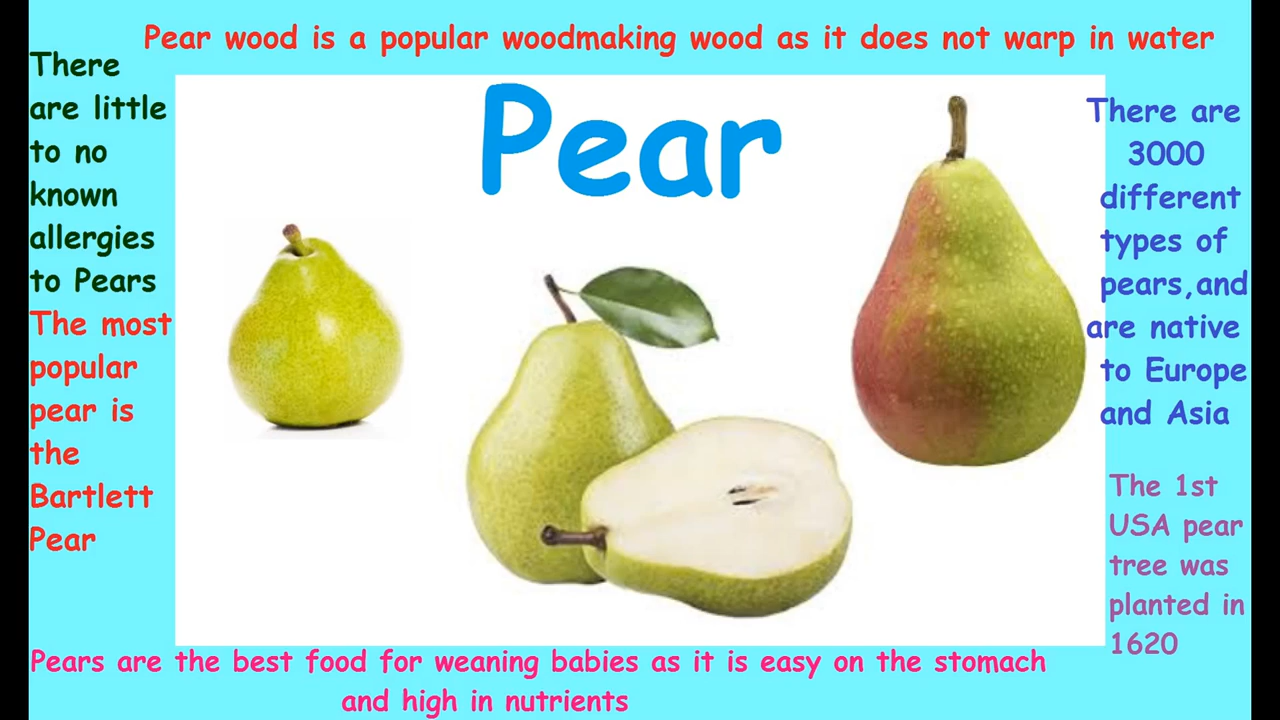 Pear wood is a popular woodmaking wood as it does not warp in water
There
are little
to no
known
allergies
to Pears
The most
popular
pear is
the
Bartlett
Pear
Pear
There are
3000
different
types of
pears,and
are native
to Europe
and Asia
The 1st
USA pear
tree was
planted in
1620
Pears are the best food for weaning babies as it is easy on the stomach
and high in nutrients